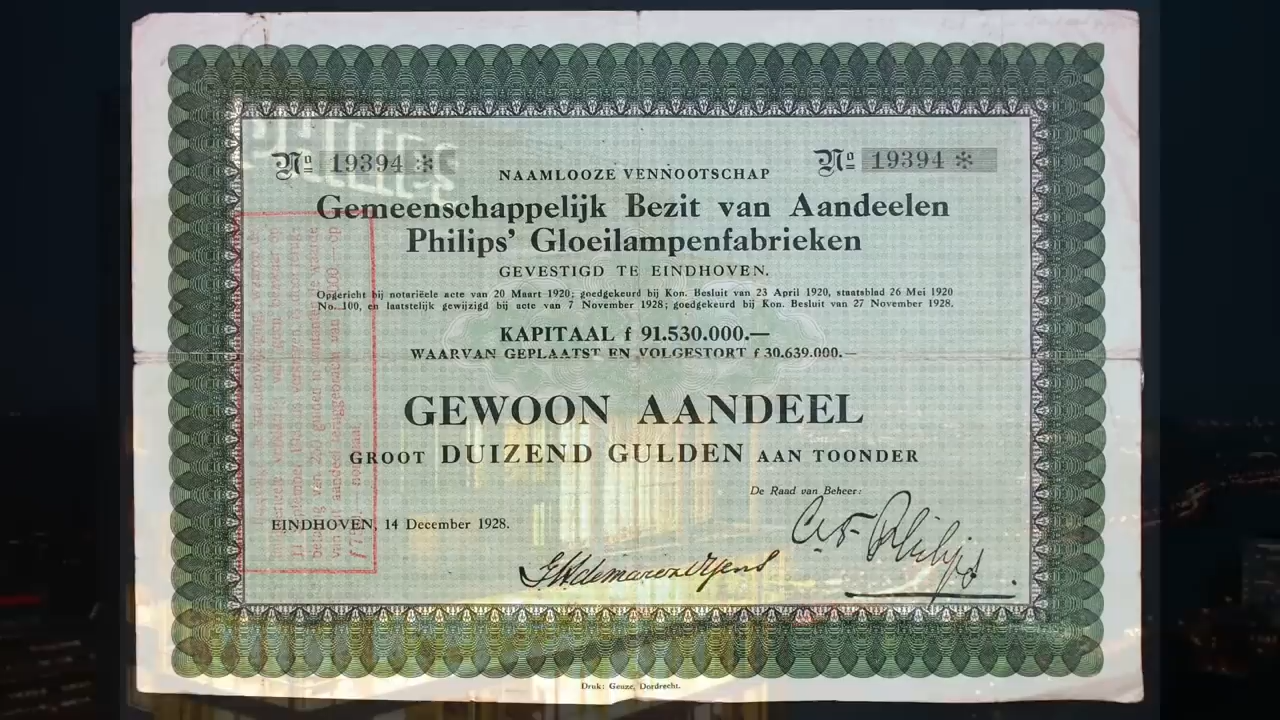 Nº 19394 *
Nº 19394 *
NAAMLOOZE VENNOOTSCHAP
Gemeenschappelijk Bezit van Aandeelen
Philips' Gloeilampenfabrieken
GEVESTIGD TE EINDHOVEN.
Opgericht bij notariëele acte van 20 Maart 1920; goedgekeurd bij Kon. Besluit van 23 April 1920, staatsblad 26 Mei 1920
No. 100, en laatstelijk gewijzigd bij acte van 7 November 1928; goedgekeurd bij Kon. Besluit van 27 November 1928.
KAPITAAL f 91.530.000.—
WAARVAN GEPLAATST EN VOLGESTORT f 30.639.000.—
GEWOON AANDEEL
GROOT DUIZEND GULDEN AAN TOONDER
De Raad van Beheer:
EINDHOVEN, 14 December 1928.
Druk: Geuze, Dordrecht.